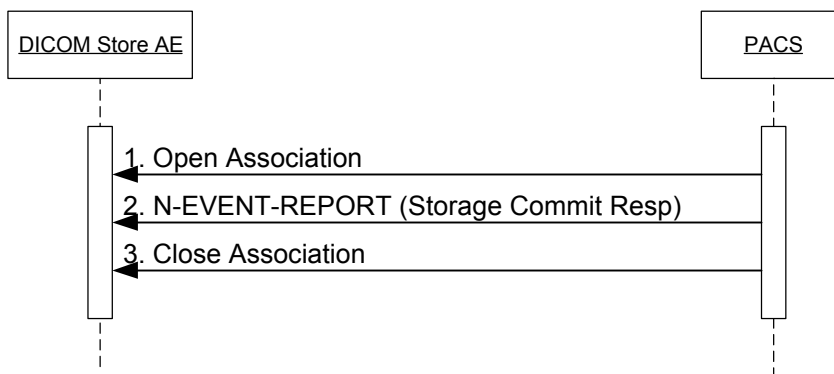 DICOM Store AE
PACS
1. Open Association
2. N-EVENT-REPORT (Storage Commit Resp)
3. Close Association